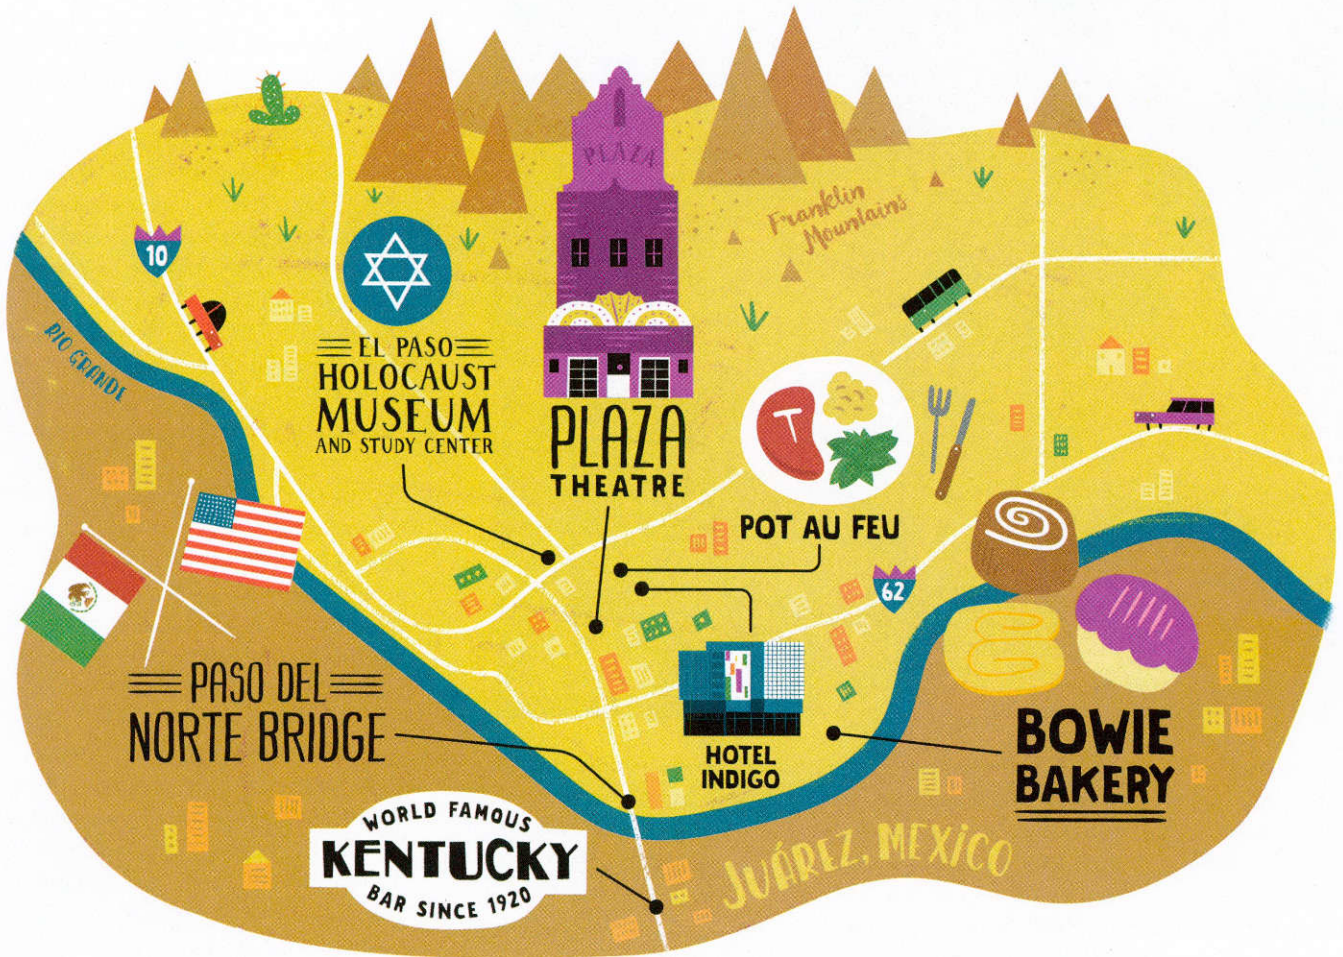 PLAZA
Franklin
Mountains
10
RIO GRANDE
EL PASO
HOLOCAUST
MUSEUM
AND STUDY CENTER
PLAZA
THEATRE
T
POT AU FEU
62
PASO DEL
NORTE BRIDGE
HOTEL
INDIGO
BOWIE
BAKERY
WORLD FAMOUS
KENTUCKY
BAR SINCE 1920
JUÁREZ, MEXICO